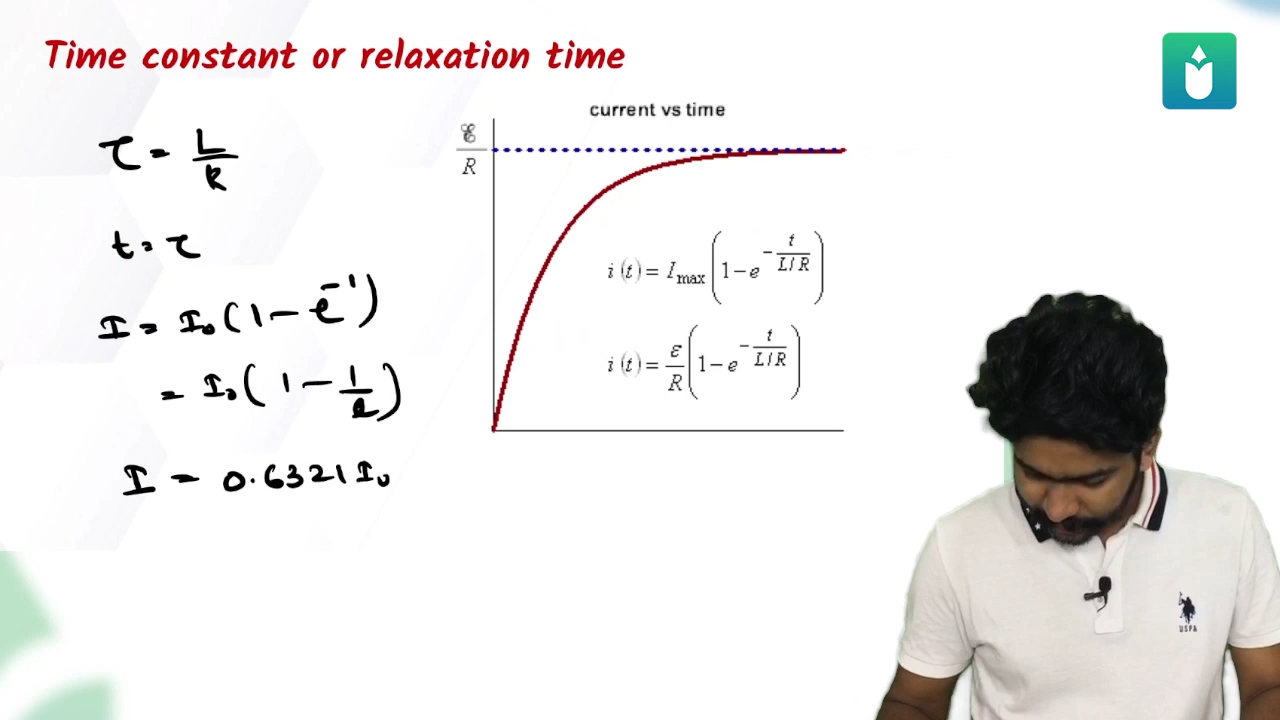 Time constant or relaxation time
τ = L/R
t = τ
I = I₀(1 − e⁻¹)
= I₀(1 − 1/e)
I = 0.6321 I₀
current vs time
ℰ/R
i(t) = I_max(1 − e^(−t/(L/R)))
i(t) = ε/R(1 − e^(−t/(L/R)))
USPA